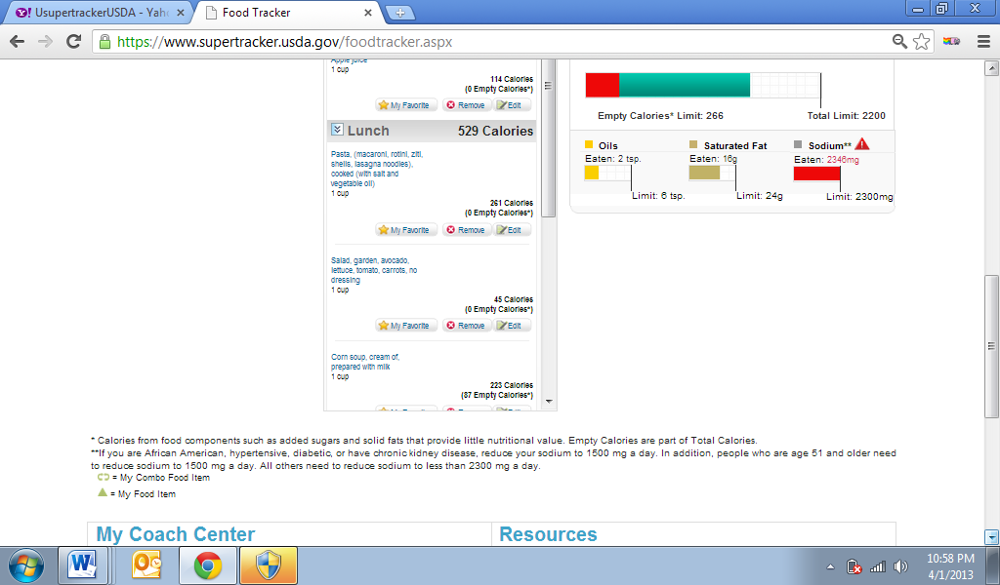 UsupertrackerUSDA - Yah
Food Tracker
https://www.supertracker.usda.gov/foodtracker.aspx
Apple juice
1 cup
114 Calories
(0 Empty Calories*)
My Favorite Remove Edit
Lunch 529 Calories
Pasta, (macaroni, rotini, ziti,
shells, lasagna noodles),
cooked (with salt and
vegetable oil)
1 cup
261 Calories
(0 Empty Calories*)
My Favorite Remove Edit
Salad, garden, avocado,
lettuce, tomato, carrots, no
dressing
1 cup
45 Calories
(0 Empty Calories*)
My Favorite Remove Edit
Corn soup, cream of,
prepared with milk
1 cup
223 Calories
(87 Empty Calories*)
Empty Calories* Limit: 266 Total Limit: 2200
Oils Saturated Fat Sodium**
Eaten: 2 tsp. Eaten: 16g Eaten: 2346mg
Limit: 6 tsp. Limit: 24g Limit: 2300mg
* Calories from food components such as added sugars and solid fats that provide little nutritional value. Empty Calories are part of Total Calories.
**If you are African American, hypertensive, diabetic, or have chronic kidney disease, reduce your sodium to 1500 mg a day. In addition, people who are age 51 and older need
to reduce sodium to 1500 mg a day. All others need to reduce sodium to less than 2300 mg a day.
= My Combo Food Item
= My Food Item
My Coach Center Resources
10:58 PM
4/1/2013